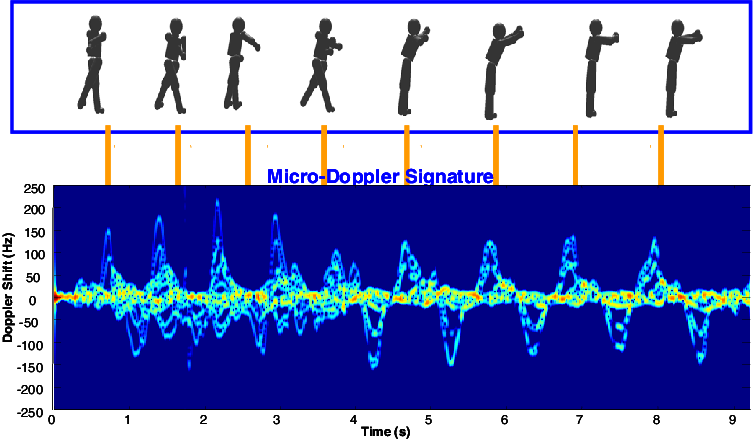 Micro-Doppler Signature
Doppler Shift (Hz)
250
200
150
100
50
0
-50
-100
-150
-200
-250
0 1 2 3 4 5 6 7 8 9
Time (s)